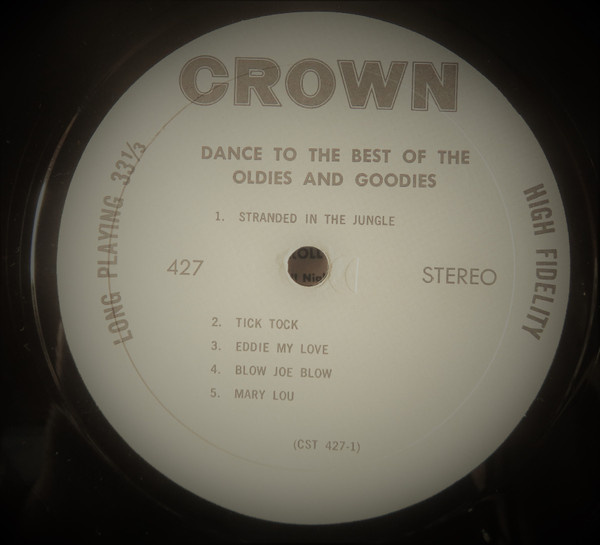 CROWN
DANCE TO THE BEST OF THE
OLDIES AND GOODIES
1. STRANDED IN THE JUNGLE
LONG PLAYING 33⅓
427
STEREO
HIGH FIDELITY
2. TICK TOCK
3. EDDIE MY LOVE
4. BLOW JOE BLOW
5. MARY LOU
(CST 427-1)